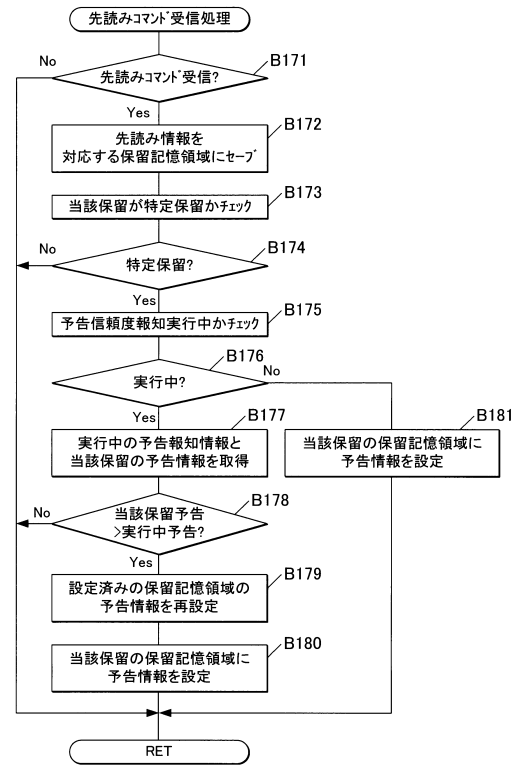 先読みｺﾏﾝﾄﾞ受信処理
B171
No
先読みｺﾏﾝﾄﾞ受信?
Yes
B172
先読み情報を
対応する保留記憶領域にｾｰﾌﾞ
B173
当該保留が特定保留かﾁｪｯｸ
B174
No
特定保留?
Yes
B175
予告信頼度報知実行中かﾁｪｯｸ
B176
実行中?
No
Yes
B177
実行中の予告報知情報と
当該保留の予告情報を取得
B181
当該保留の保留記憶領域に
予告情報を設定
B178
No
当該保留予告
>実行中予告?
Yes
B179
設定済みの保留記憶領域の
予告情報を再設定
B180
当該保留の保留記憶領域に
予告情報を設定
RET